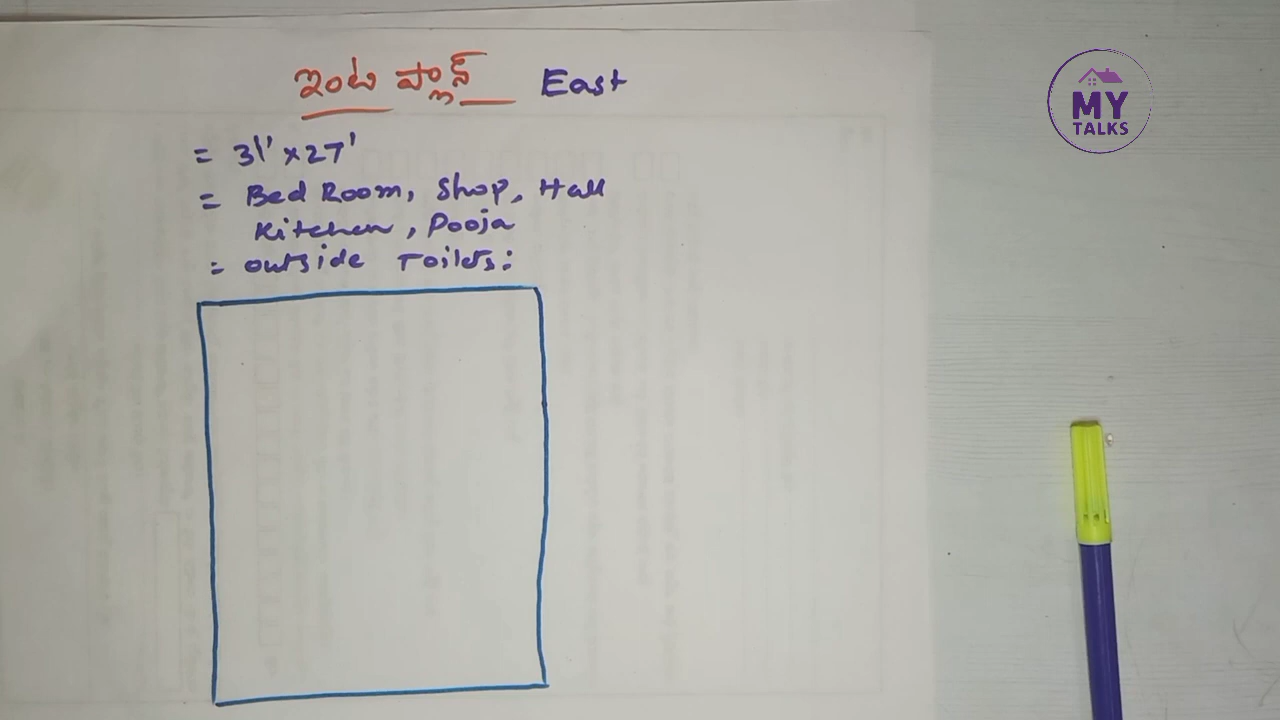 ఇంటి ప్లాన్ East
= 31' x 27'
= Bed Room, Shop, Hall
Kitchen, Pooja
= outside Toilets:
MY
TALKS